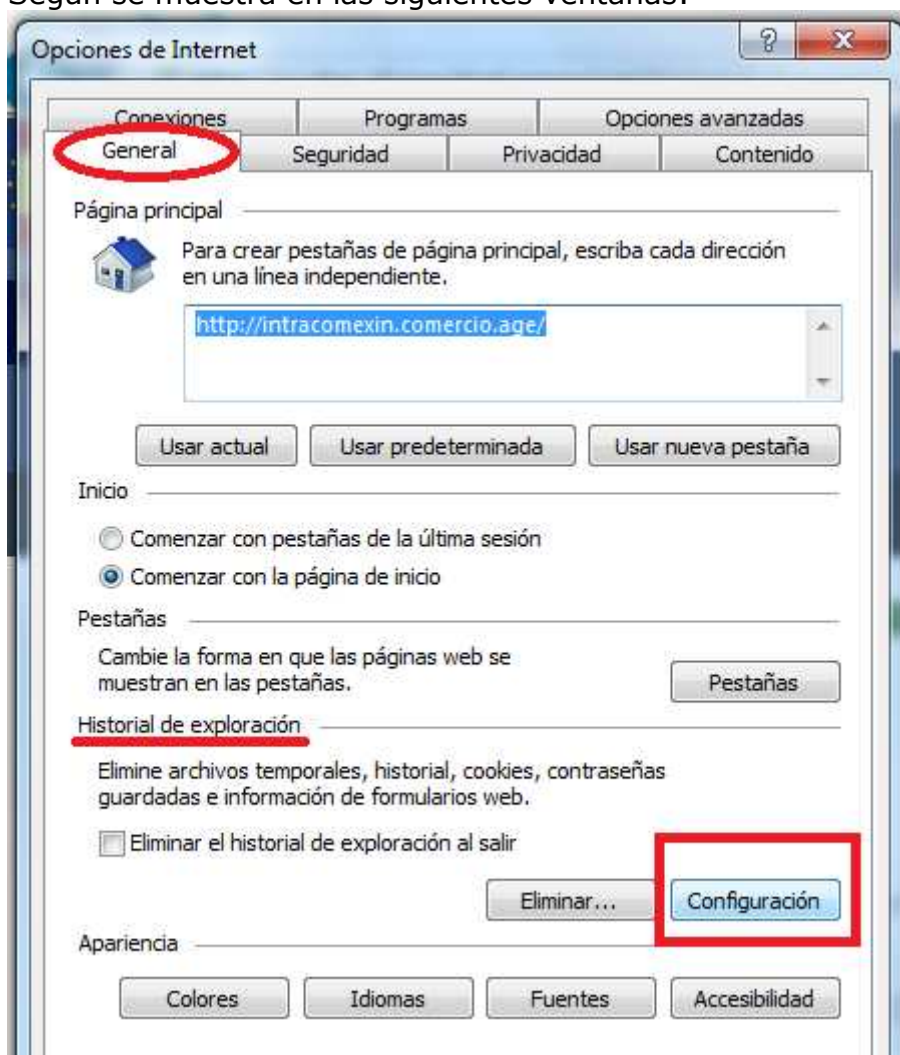 Según se muestra en las siguientes ventanas:
Opciones de Internet
Conexiones Programas Opciones avanzadas
General Seguridad Privacidad Contenido
Página principal
Para crear pestañas de página principal, escriba cada dirección
en una línea independiente.
http://intracomexin.comercio.age/
Usar actual Usar predeterminada Usar nueva pestaña
Inicio
Comenzar con pestañas de la última sesión
Comenzar con la página de inicio
Pestañas
Cambie la forma en que las páginas web se
muestran en las pestañas.
Pestañas
Historial de exploración
Elimine archivos temporales, historial, cookies, contraseñas
guardadas e información de formularios web.
Eliminar el historial de exploración al salir
Eliminar... Configuración
Apariencia
Colores Idiomas Fuentes Accesibilidad